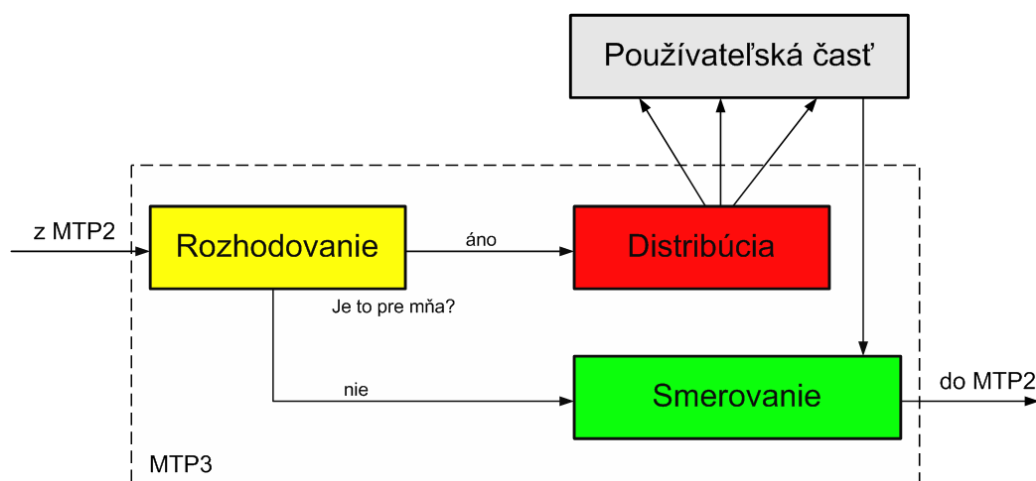 Používateľská časť
z MTP2
Rozhodovanie
áno
Distribúcia
Je to pre mňa?
nie
Smerovanie
do MTP2
MTP3